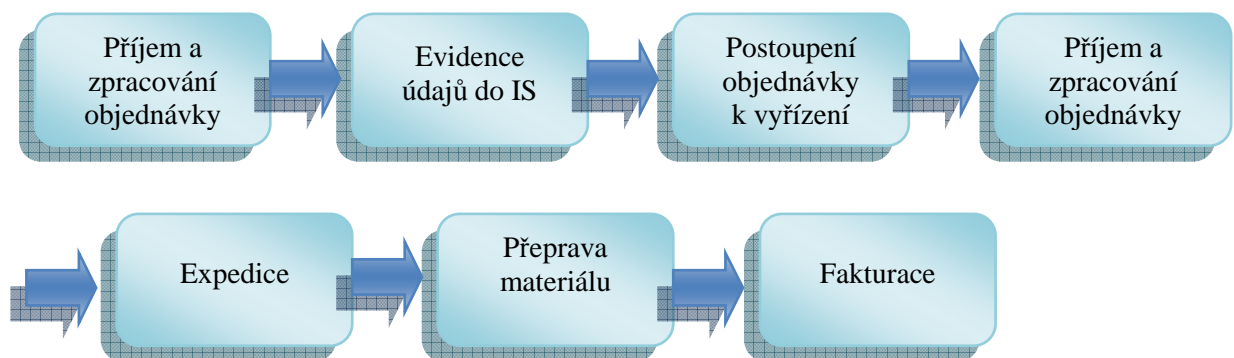 Příjem a
zpracování
objednávky
Evidence
údajů do IS
Postoupení
objednávky
k vyřízení
Příjem a
zpracování
objednávky
Expedice
Přeprava
materiálu
Fakturace